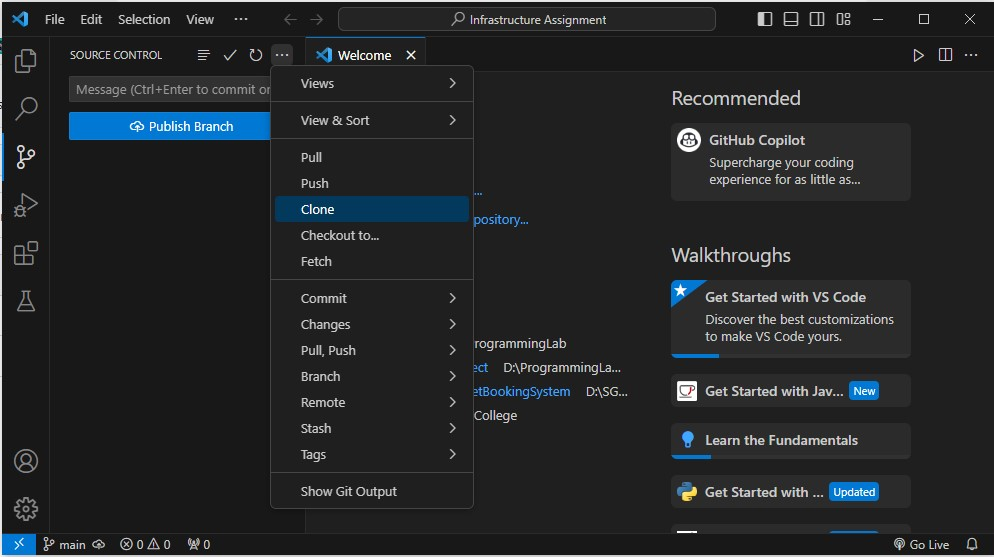 File Edit Selection View ···
Infrastructure Assignment
SOURCE CONTROL
Welcome
Message (Ctrl+Enter to commit or
Publish Branch
Views
View & Sort
Pull
Push
Clone
Checkout to...
Fetch
Commit
Changes
Pull, Push
Branch
Remote
Stash
Tags
Show Git Output
...
pository...
rogrammingLab
ect D:\ProgrammingLa...
etBookingSystem D:\SG...
College
Recommended
GitHub Copilot
Supercharge your coding
experience for as little as...
Walkthroughs
Get Started with VS Code
Discover the best customizations
to make VS Code yours.
Get Started with Jav... New
Learn the Fundamentals
Get Started with ... Updated
main 0 0 0 Go Live